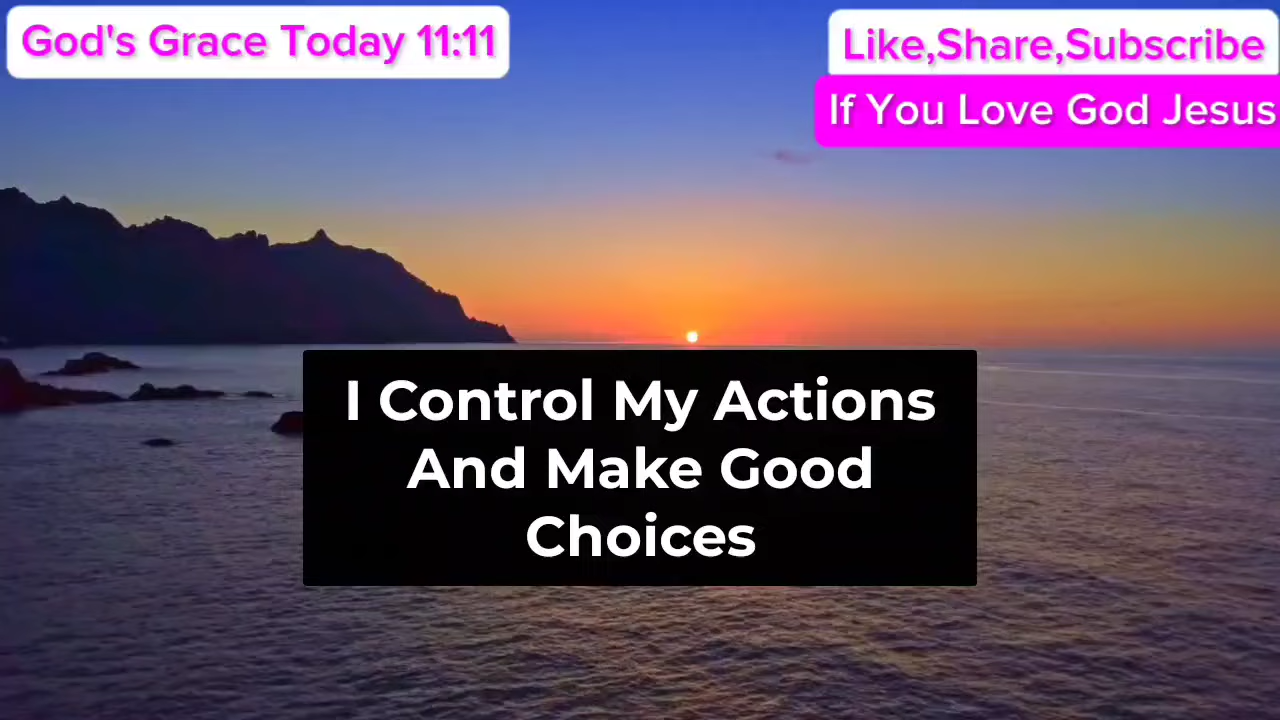 God's Grace Today 11:11
Like,Share,Subscribe
If You Love God Jesus
I Control My Actions
And Make Good
Choices